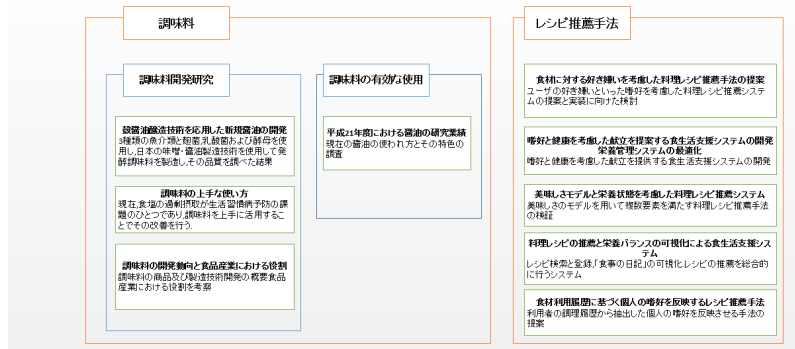 調味料
調味料開発研究
穀醤油醸造技術を応用した新規醤油の開発
3種類の魚介類と麹菌,乳酸菌および酵母を使
用し,日本の味噌・醤油製造技術を使用して発
酵調味料を製造し,その品質を調べた結果
調味料の上手な使い方
現在,食塩の過剰摂取が生活習慣病予防の課
題のひとつであり,調味料を上手に活用するこ
とでその改善を行う.
調味料の開発動向と食品産業における役割
調味料の商品及び製造技術開発の概要食品
産業における役割を考察
調味料の有効な使用
平成21年度における醤油の研究業績
現在の醤油の使われ方とその特色の
調査
レシピ推薦手法
食材に対する好き嫌いを考慮した料理レシピ推薦手法の提案
ユーザの好き嫌いといった嗜好を考慮した料理レシピ推薦システ
ムの提案と実装に向けた検討
嗜好と健康を考慮した献立を提案する食生活支援システムの開発
栄養管理システムの最適化
嗜好と健康を考慮した献立を提供する食生活支援システムの開発
美味しさモデルと栄養状態を考慮した料理レシピ推薦システム
美味しさのモデルを用いて複数要素を満たす料理レシピ推薦手法
の検証
料理レシピの推薦と栄養バランスの可視化による食生活支援シス
テム
レシピ検索と登録,「食事の日記」の可視化,レシピの推薦を総合的
に行うシステム
食材利用履歴に基づく個人の嗜好を反映するレシピ推薦手法
利用者の調理履歴から抽出した個人の嗜好を反映させる手法の
提案